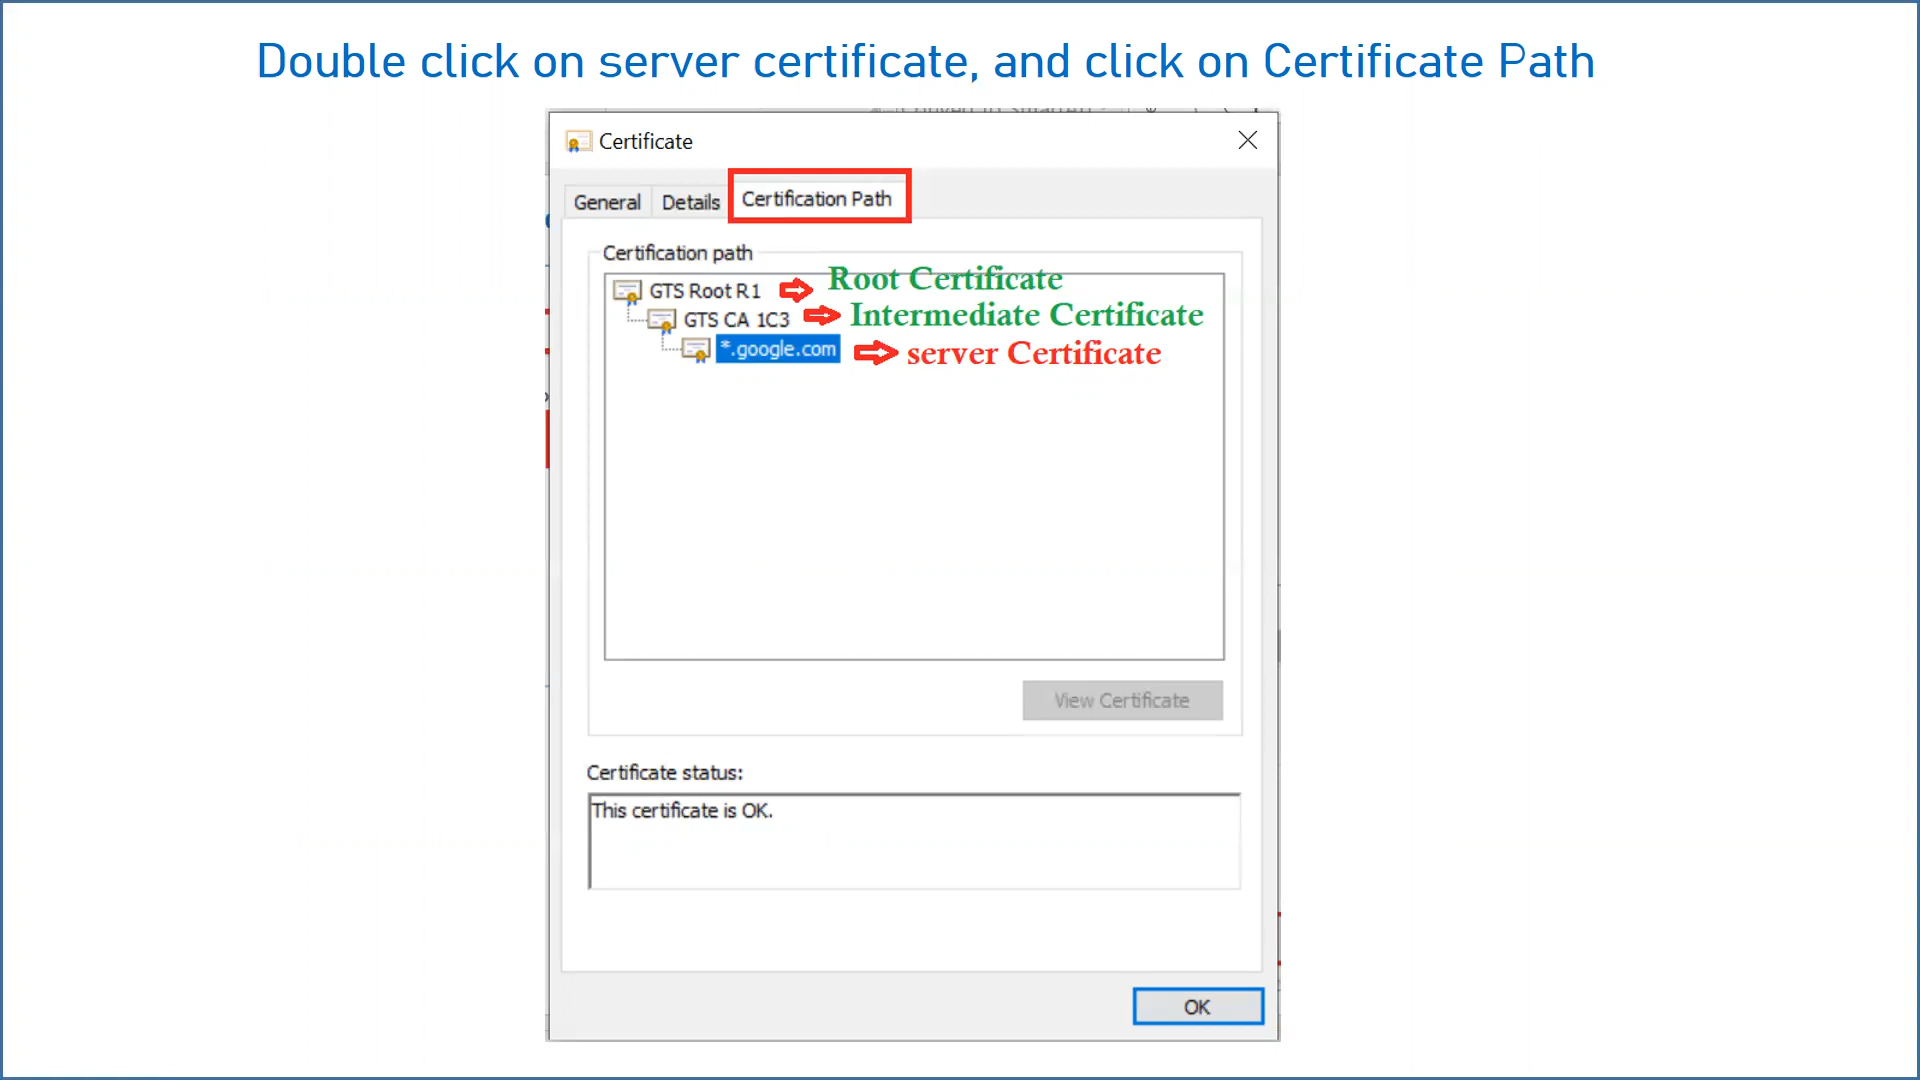 Double click on server certificate, and click on Certificate Path
Certificate
General Details Certification Path
Certification path
GTS Root R1 Root Certificate
GTS CA 1C3 Intermediate Certificate
*.google.com server Certificate
View Certificate
Certificate status:
This certificate is OK.
OK